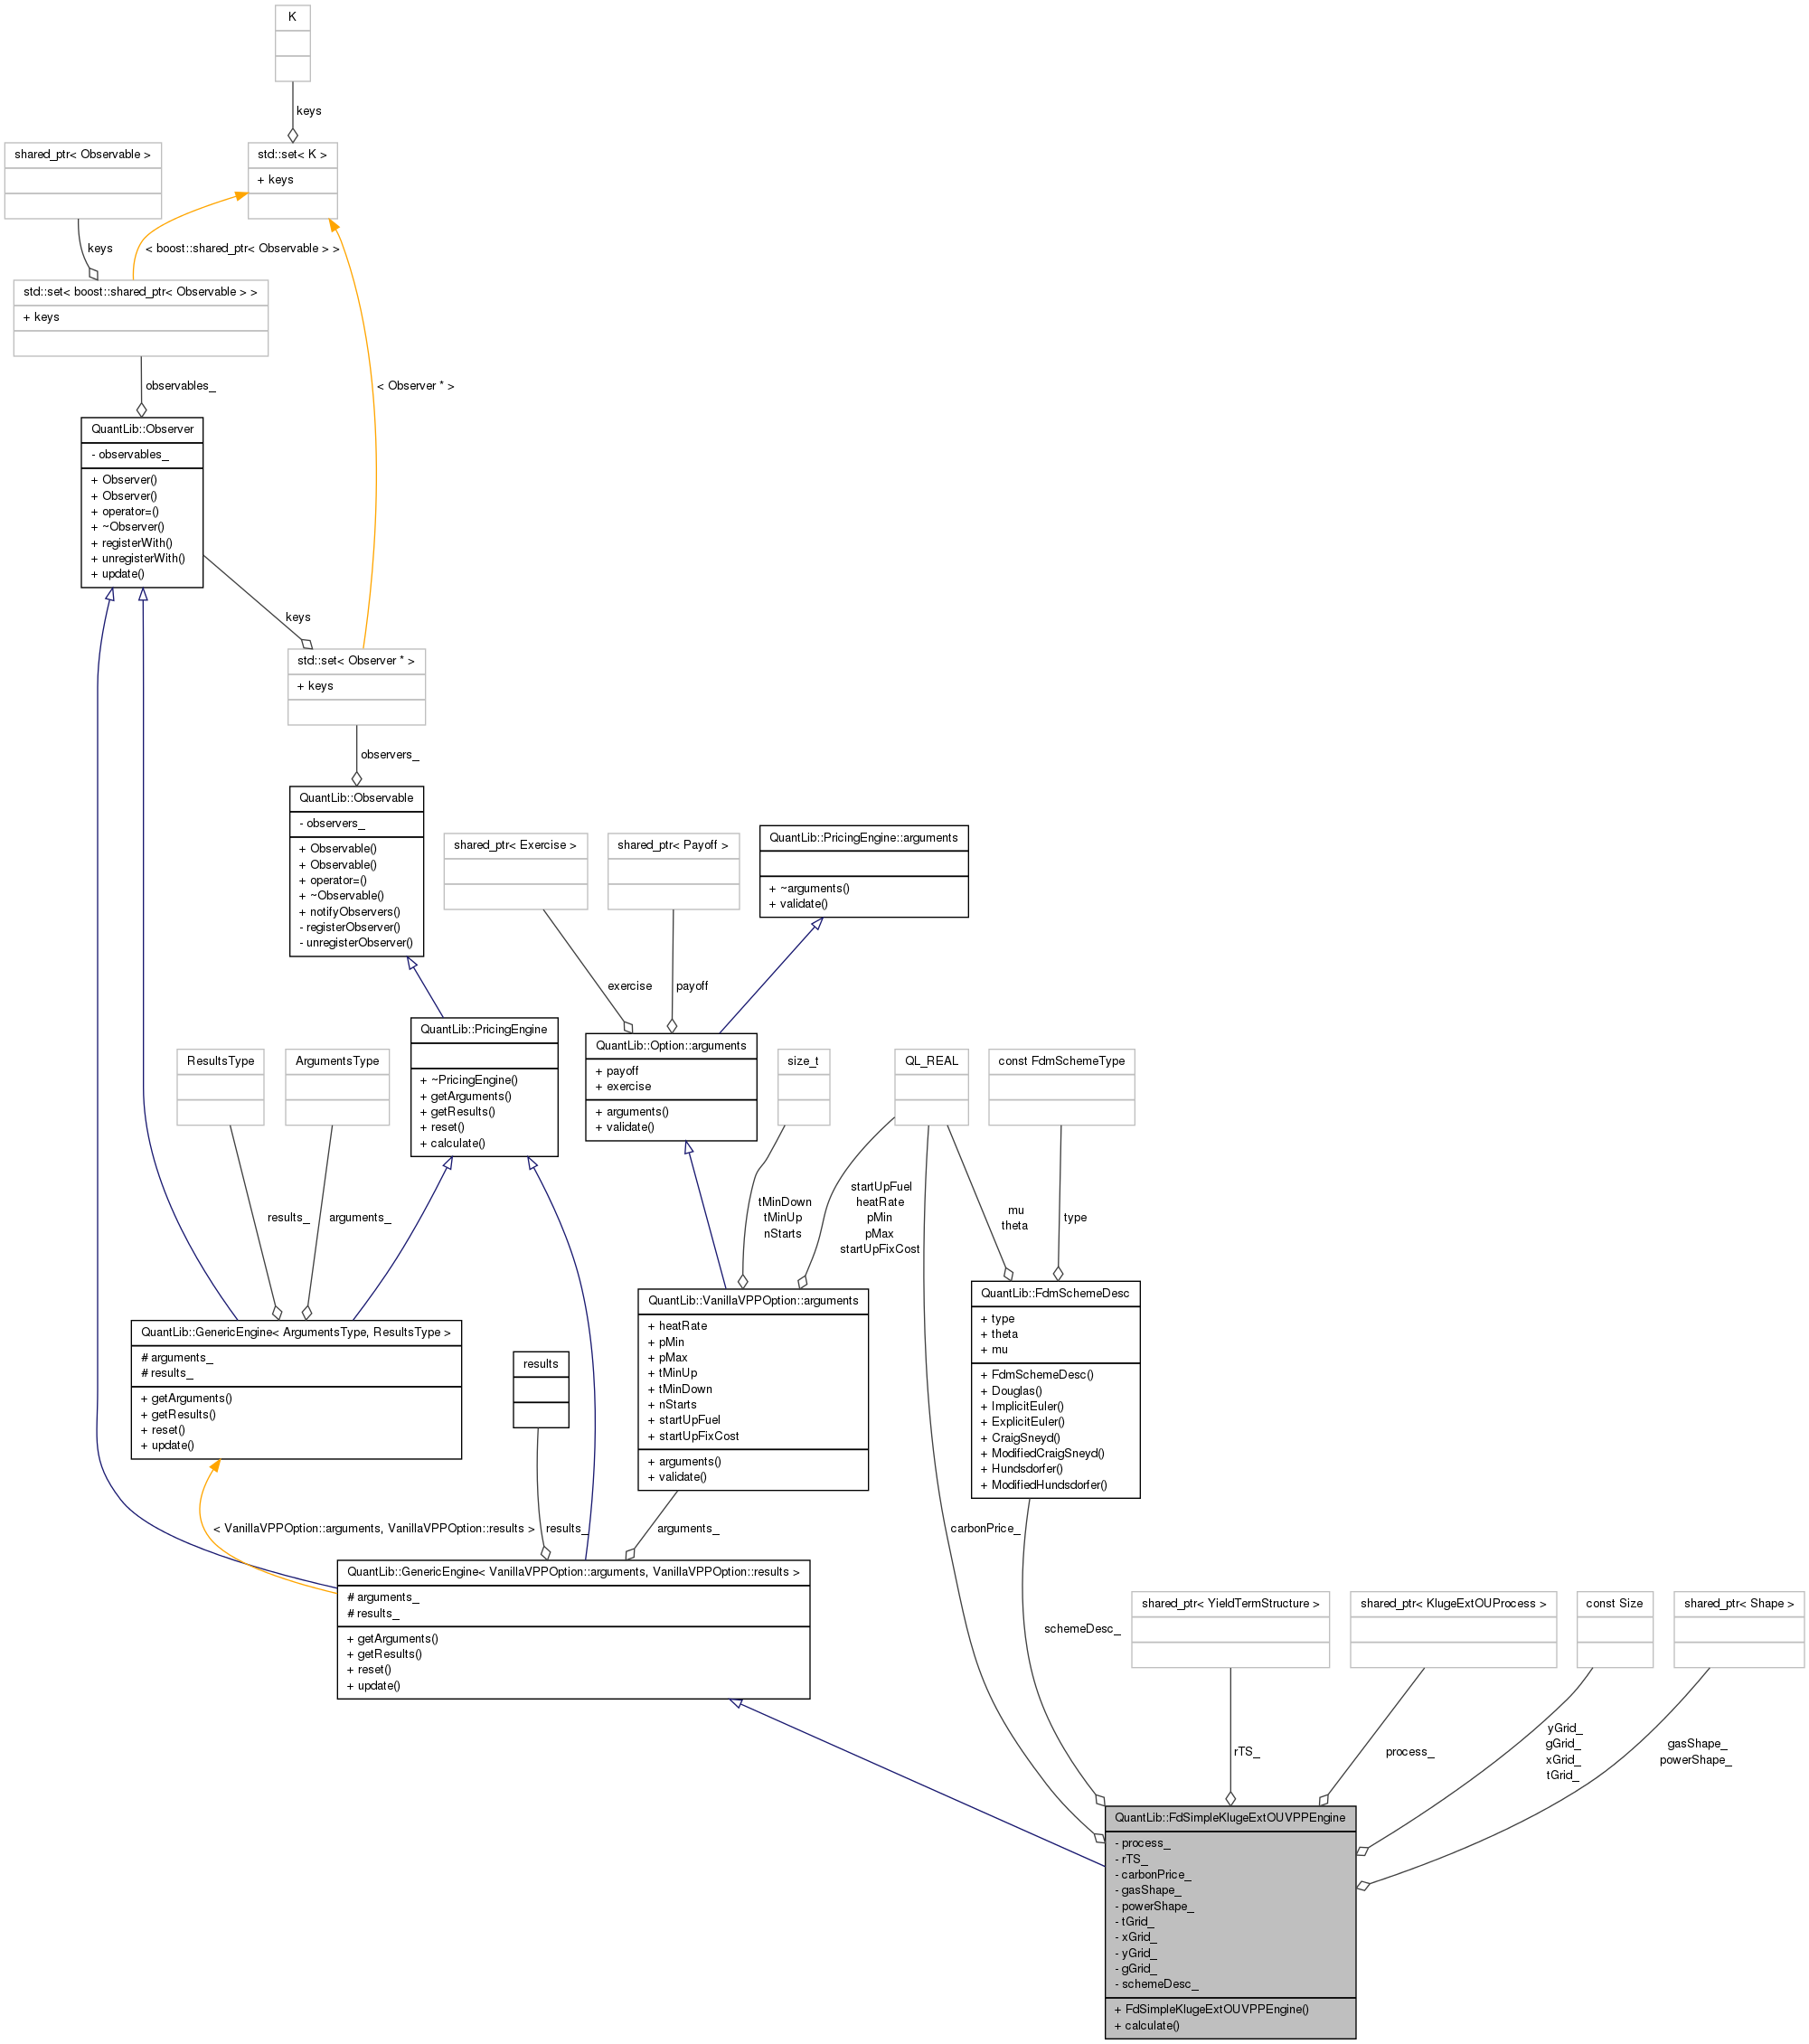 K
keys
shared_ptr< Observable >
std::set< K >
+ keys
keys
< boost::shared_ptr< Observable > >
std::set< boost::shared_ptr< Observable > >
+ keys
observables_
< Observer * >
QuantLib::Observer
- observables_
+ Observer()
+ Observer()
+ operator=()
+ ~Observer()
+ registerWith()
+ unregisterWith()
+ update()
keys
std::set< Observer * >
+ keys
observers_
QuantLib::Observable
- observers_
+ Observable()
+ Observable()
+ operator=()
+ ~Observable()
+ notifyObservers()
- registerObserver()
- unregisterObserver()
shared_ptr< Exercise >
shared_ptr< Payoff >
QuantLib::PricingEngine::arguments
+ ~arguments()
+ validate()
exercise
payoff
ResultsType
ArgumentsType
QuantLib::PricingEngine
+ ~PricingEngine()
+ getArguments()
+ getResults()
+ reset()
+ calculate()
QuantLib::Option::arguments
+ payoff
+ exercise
+ arguments()
+ validate()
size_t
QL_REAL
const FdmSchemeType
results_
arguments_
tMinDown
tMinUp
nStarts
startUpFuel
heatRate
pMin
pMax
startUpFixCost
mu
theta
type
QuantLib::GenericEngine< ArgumentsType, ResultsType >
# arguments_
# results_
+ getArguments()
+ getResults()
+ reset()
+ update()
results
QuantLib::VanillaVPPOption::arguments
+ heatRate
+ pMin
+ pMax
+ tMinUp
+ tMinDown
+ nStarts
+ startUpFuel
+ startUpFixCost
+ arguments()
+ validate()
QuantLib::FdmSchemeDesc
+ type
+ theta
+ mu
+ FdmSchemeDesc()
+ Douglas()
+ ImplicitEuler()
+ ExplicitEuler()
+ CraigSneyd()
+ ModifiedCraigSneyd()
+ Hundsdorfer()
+ ModifiedHundsdorfer()
< VanillaVPPOption::arguments, VanillaVPPOption::results >
results_
arguments_
carbonPrice_
QuantLib::GenericEngine< VanillaVPPOption::arguments, VanillaVPPOption::results >
# arguments_
# results_
+ getArguments()
+ getResults()
+ reset()
+ update()
schemeDesc_
shared_ptr< YieldTermStructure >
shared_ptr< KlugeExtOUProcess >
const Size
shared_ptr< Shape >
rTS_
process_
yGrid_
gGrid_
xGrid_
tGrid_
gasShape_
powerShape_
QuantLib::FdSimpleKlugeExtOUVPPEngine
- process_
- rTS_
- carbonPrice_
- gasShape_
- powerShape_
- tGrid_
- xGrid_
- yGrid_
- gGrid_
- schemeDesc_
+ FdSimpleKlugeExtOUVPPEngine()
+ calculate()